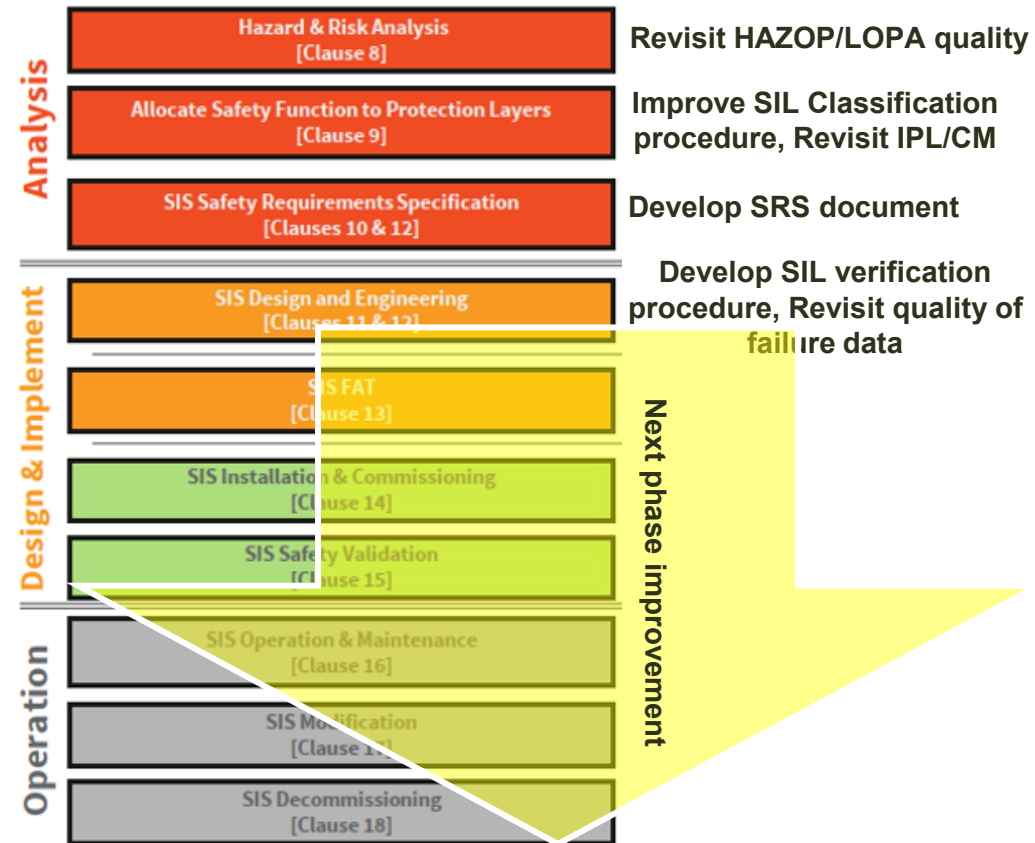 Analysis
Hazard & Risk Analysis
[Clause 8]
Revisit HAZOP/LOPA quality
Allocate Safety Function to Protection Layers
[Clause 9]
Improve SIL Classification
procedure, Revisit IPL/CM
SIS Safety Requirements Specification
[Clauses 10 & 12]
Develop SRS document
Design & Implement
SIS Design and Engineering
[Clauses 11 & 12]
Develop SIL verification
procedure, Revisit quality of
failure data
SIS FAT
[Clause 13]
SIS Installation & Commissioning
[Clause 14]
SIS Safety Validation
[Clause 15]
Next phase improvement
Operation
SIS Operation & Maintenance
[Clause 16]
SIS Modification
[Clause 17]
SIS Decommissioning
[Clause 18]